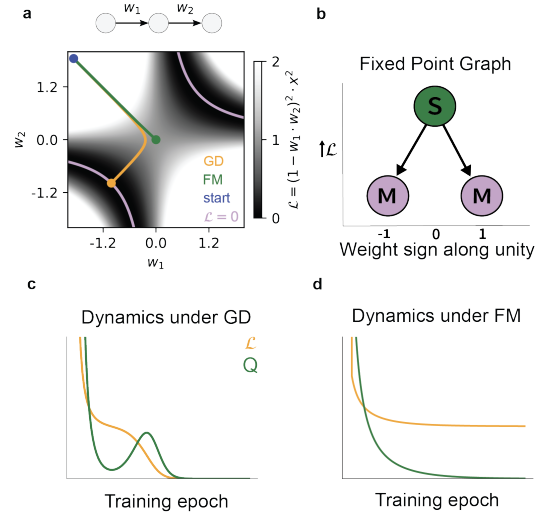 a
w₁ w₂
1.2
0.0
-1.2
w₂
-1.2 0.0 1.2
w₁
GD
FM
start
ℒ = 0
2
1
0
ℒ = (1 − w₁ · w₂)² · x²
b
Fixed Point Graph
↑ℒ
S
M M
-1 0 1
Weight sign along unity
c
Dynamics under GD
ℒ
Q
Training epoch
d
Dynamics under FM
Training epoch